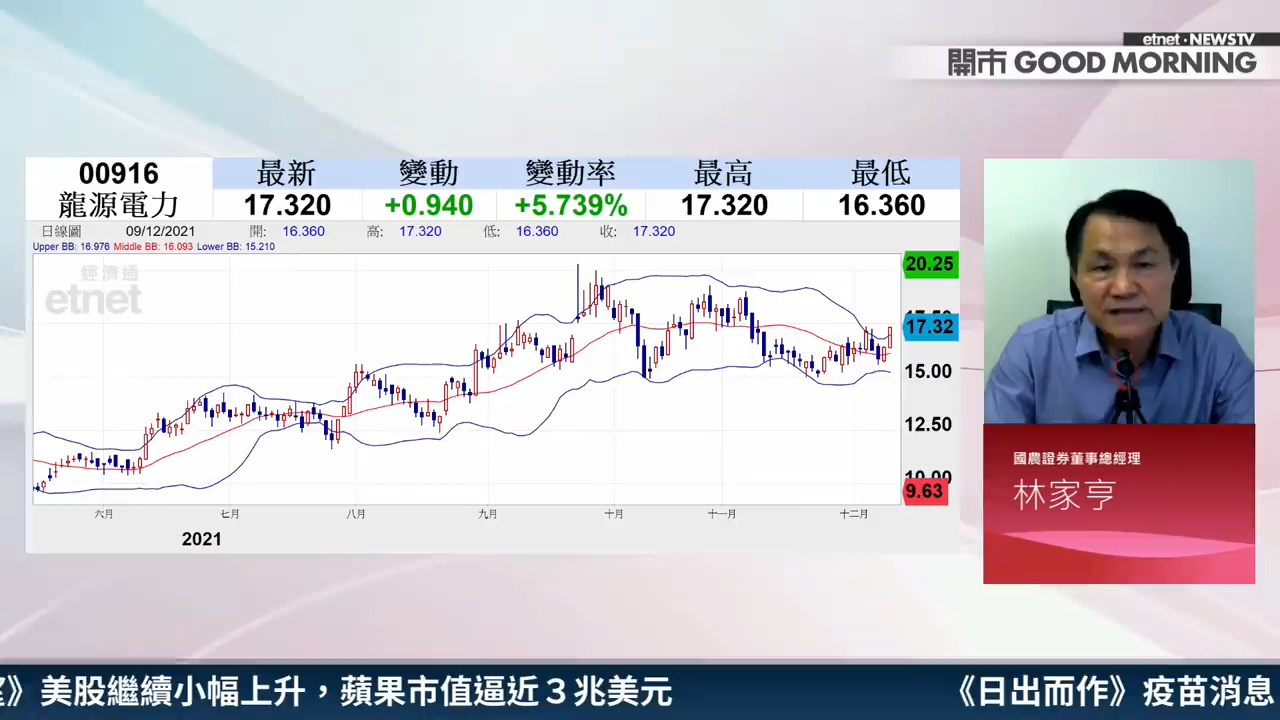 etnet · NEWSTV
開市 GOOD MORNING
00916 最新 變動 變動率 最高 最低
龍源電力 17.320 +0.940 +5.739% 17.320 16.360
日線圖 09/12/2021 開: 16.360 高: 17.320 低: 16.360 收: 17.320
Upper BB: 16.976 Middle BB: 16.093 Lower BB: 15.210
經濟通
etnet
20.25
17.32
15.00
12.50
10.00
9.63
六月 七月 八月 九月 十月 十一月 十二月
2021
國農證券董事總經理
林家亨
》美股繼續小幅上升，蘋果市值逼近３兆美元 《日出而作》疫苗消息